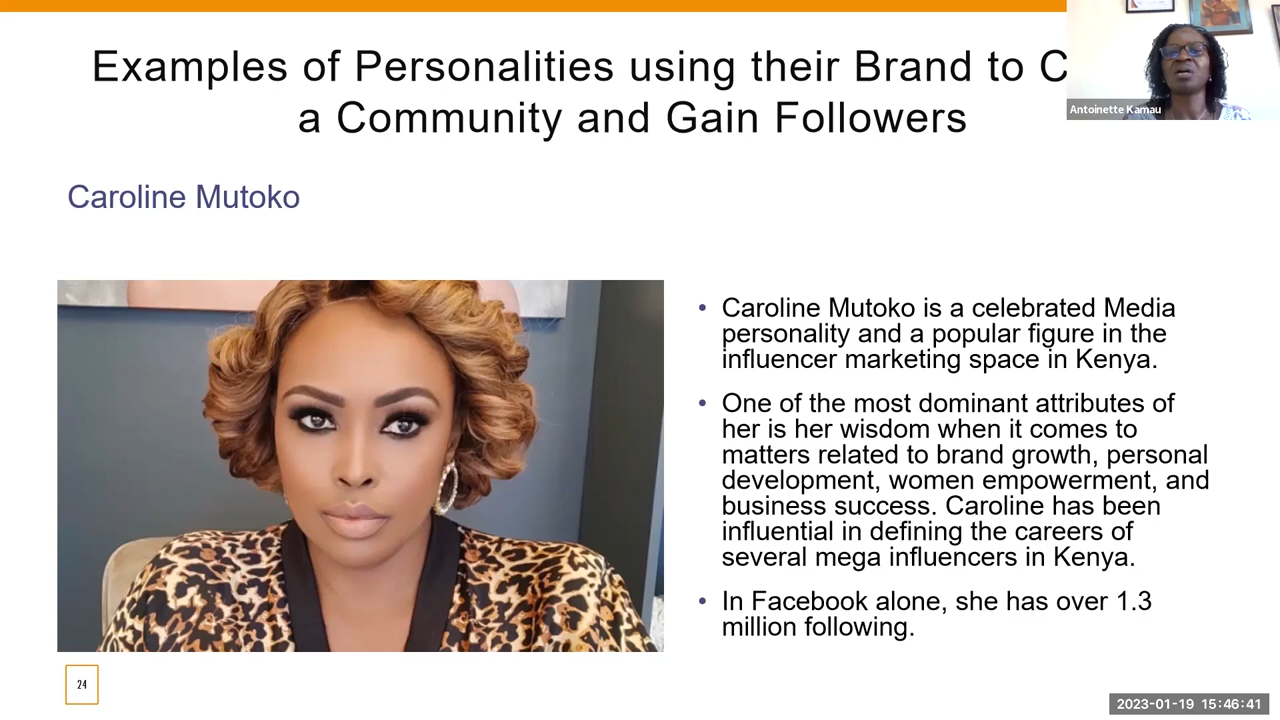 Examples of Personalities using their Brand to C
a Community and Gain Followers
Antoinette Kamau
Caroline Mutoko
• Caroline Mutoko is a celebrated Media
personality and a popular figure in the
influencer marketing space in Kenya.
• One of the most dominant attributes of
her is her wisdom when it comes to
matters related to brand growth, personal
development, women empowerment, and
business success. Caroline has been
influential in defining the careers of
several mega influencers in Kenya.
• In Facebook alone, she has over 1.3
million following.
24
2023-01-19 15:46:41